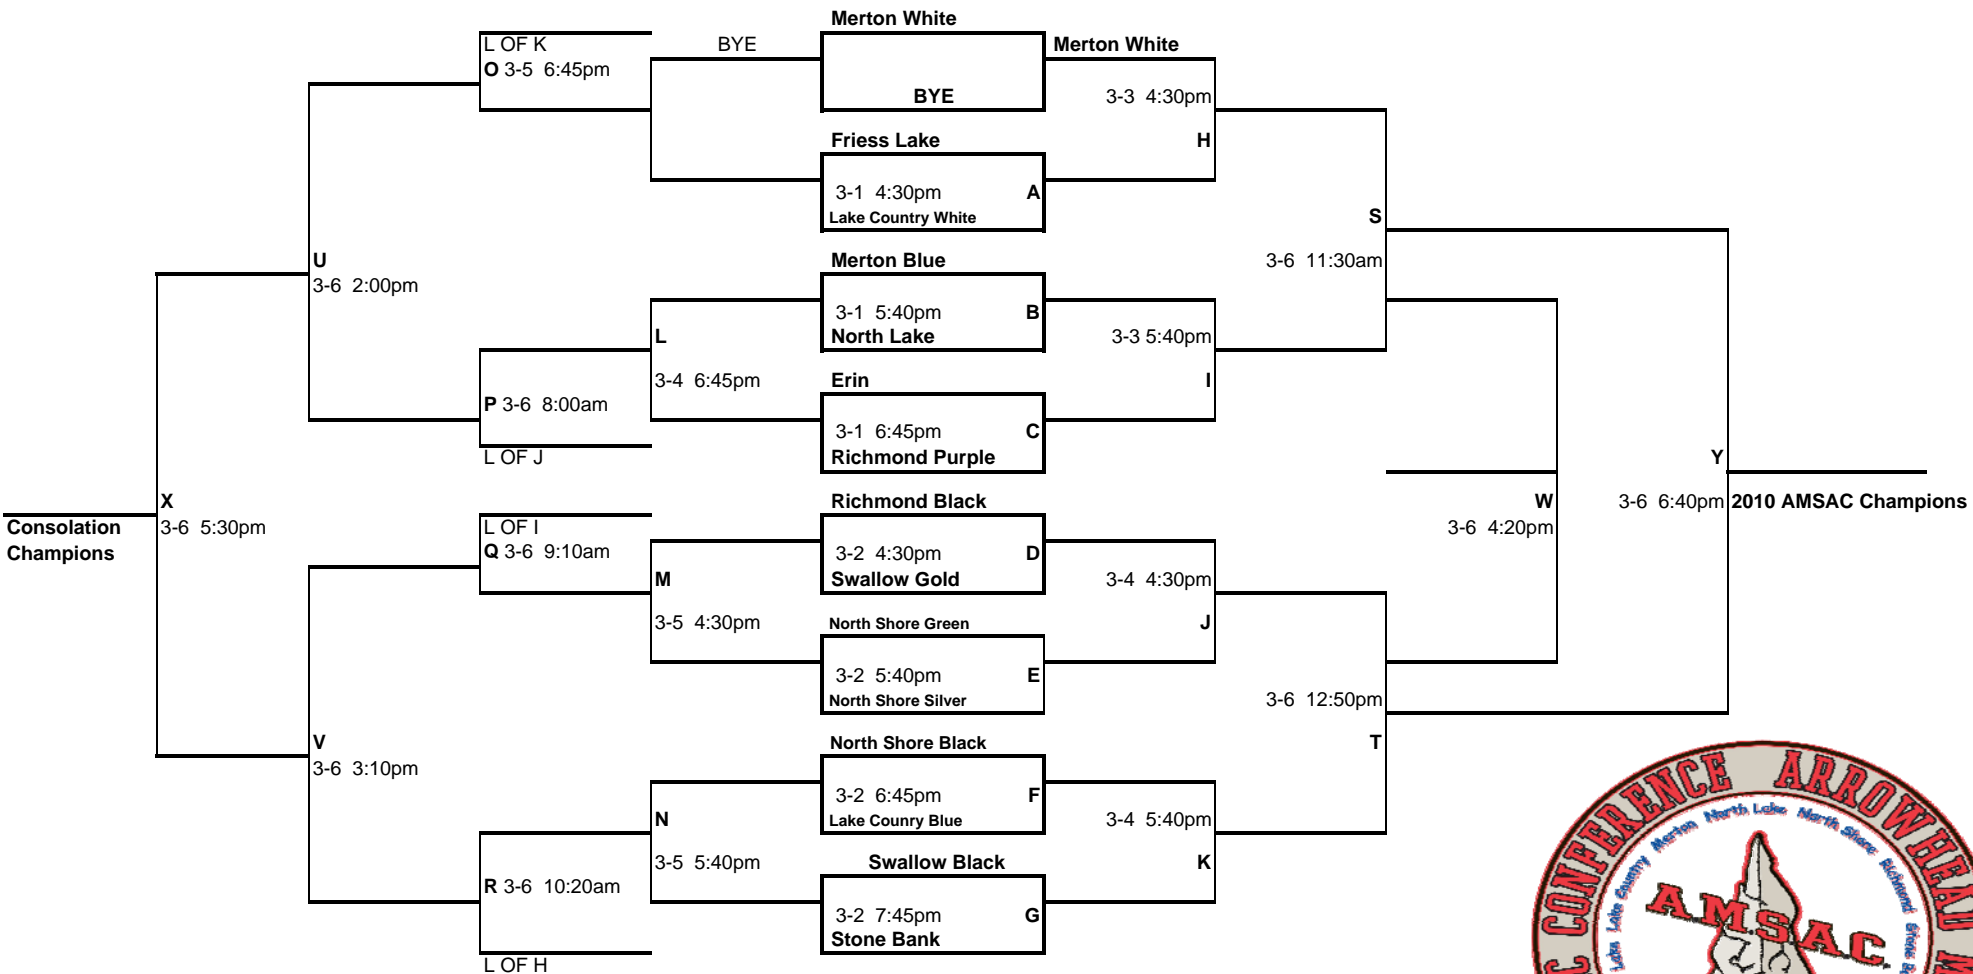 Merton White
L OF K
BYE
Merton White
O 3-5 6:45pm
BYE
3-3 4:30pm
Friess Lake
H
3-1 4:30pm A
Lake Country White
S
U
Merton Blue
3-6 11:30am
3-6 2:00pm
3-1 5:40pm B
L
North Lake
3-3 5:40pm
3-4 6:45pm
Erin
I
P 3-6 8:00am
3-1 6:45pm C
L OF J
Richmond Purple
Y
X
Richmond Black
W
3-6 6:40pm
2010 AMSAC Champions
Consolation
Champions
3-6 5:30pm
L OF I
3-6 4:20pm
Q 3-6 9:10am
3-2 4:30pm D
M
Swallow Gold
3-4 4:30pm
3-5 4:30pm
North Shore Green
J
3-2 5:40pm E
North Shore Silver
3-6 12:50pm
V
North Shore Black
T
3-6 3:10pm
3-2 6:45pm F
N
Lake Counry Blue
3-4 5:40pm
3-5 5:40pm
Swallow Black
K
R 3-6 10:20am
3-2 7:45pm G
Stone Bank
L OF H
CONFERENCE ARROWHEAD
Lake Country Merton North Lake North Shore Richmond Stone
A.M.S.A.C.